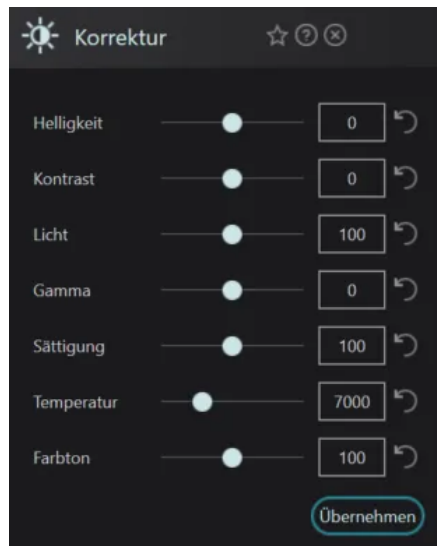 Korrektur
Helligkeit 0
Kontrast 0
Licht 100
Gamma 0
Sättigung 100
Temperatur 7000
Farbton 100
Übernehmen